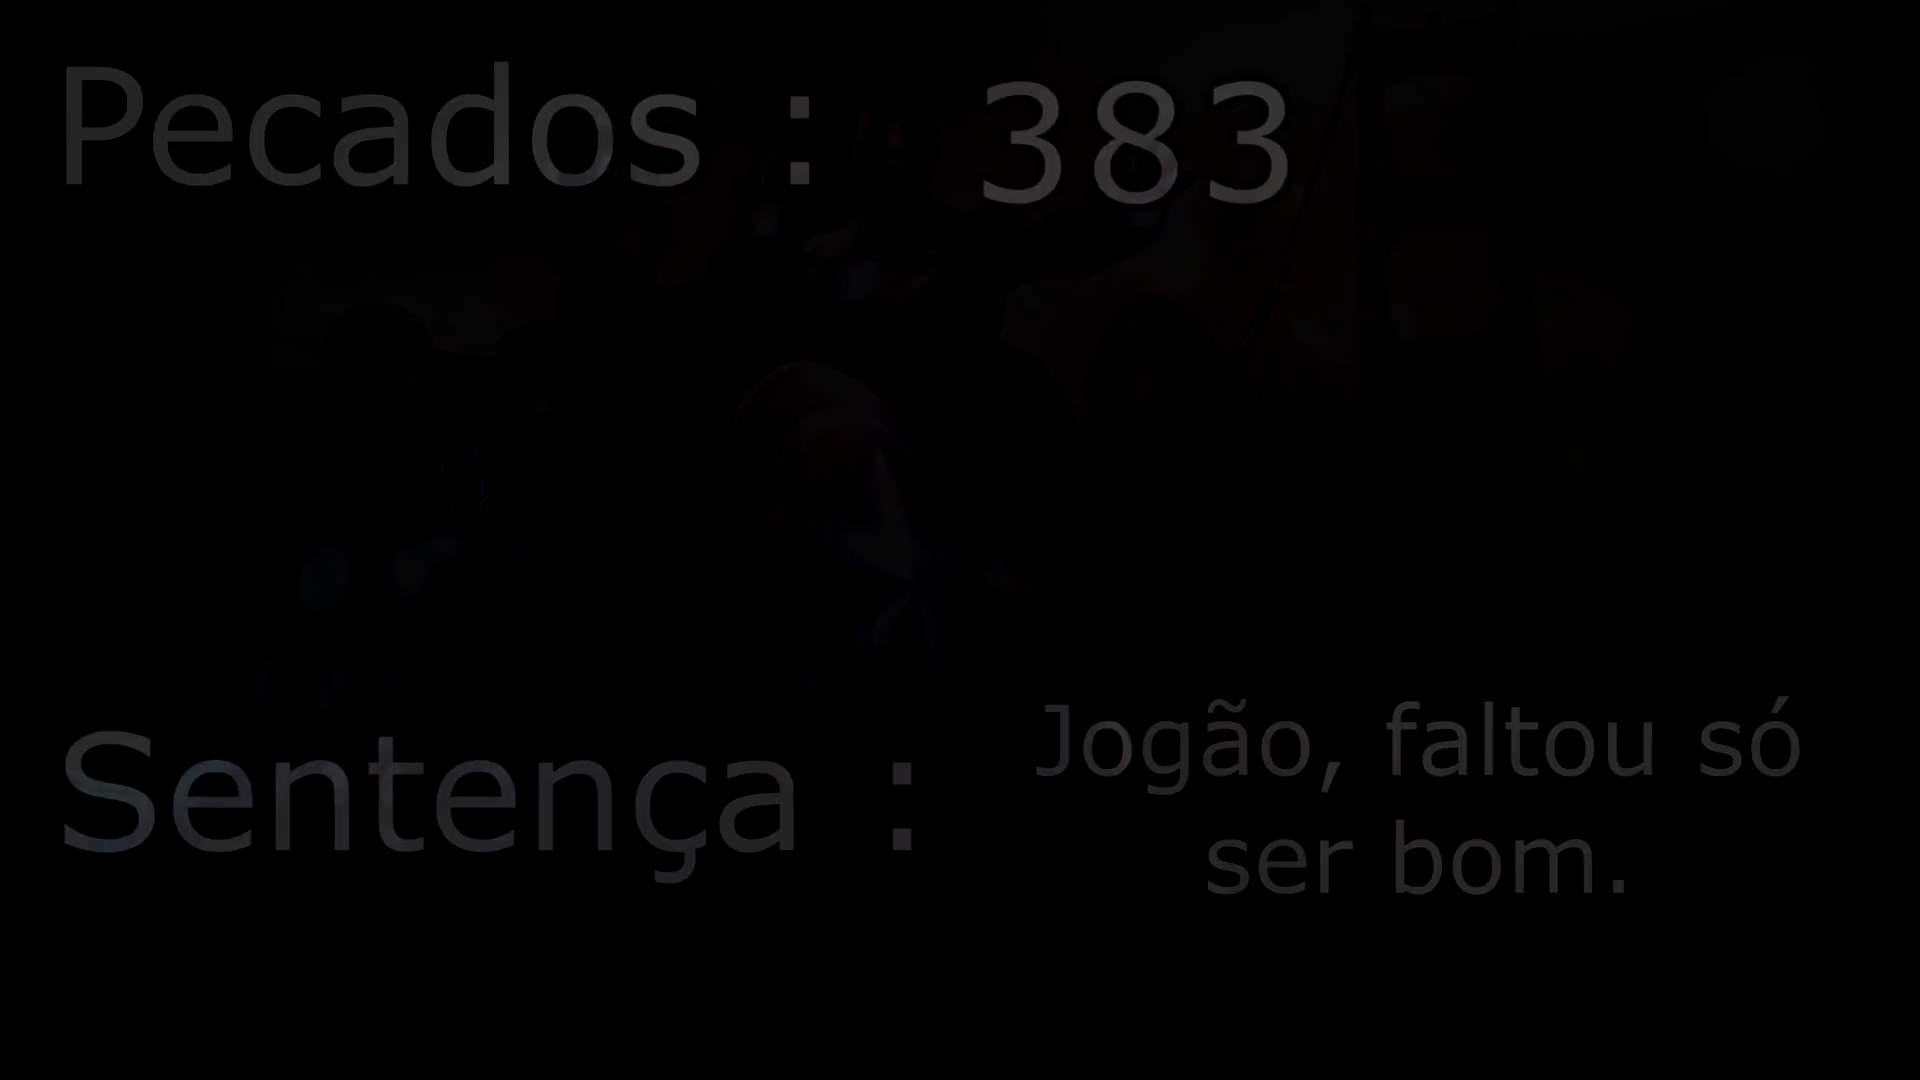 Pecados : 383
Sentença : Jogão, faltou só
ser bom.